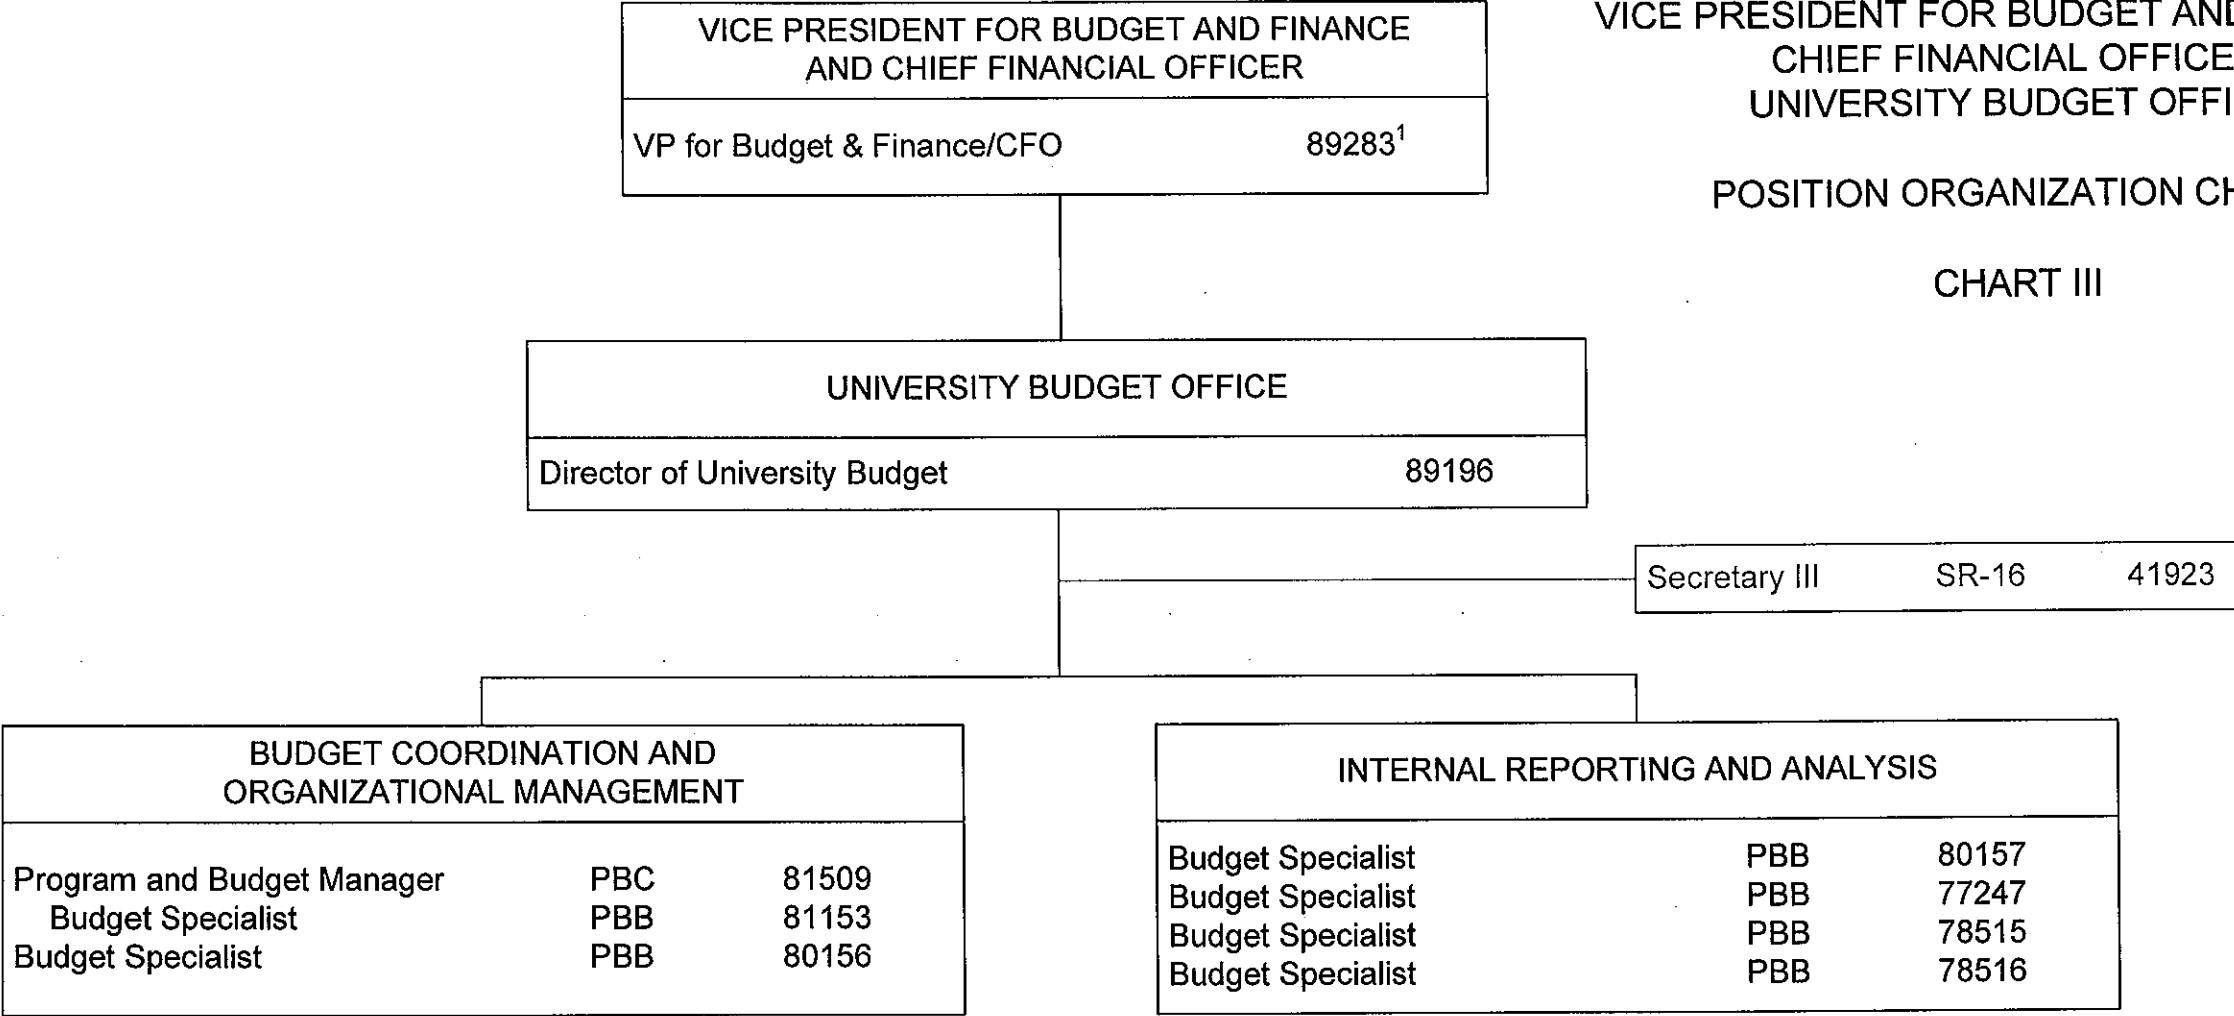 VICE PRESIDENT FOR BUDGET AND FINANCE
AND CHIEF FINANCIAL OFFICER
VP for Budget & Finance/CFO 89283¹
VICE PRESIDENT FOR BUDGET AND
CHIEF FINANCIAL OFFICE
UNIVERSITY BUDGET OFFI
POSITION ORGANIZATION CH
CHART III
UNIVERSITY BUDGET OFFICE
Director of University Budget 89196
Secretary III SR-16 41923
BUDGET COORDINATION AND
ORGANIZATIONAL MANAGEMENT
Program and Budget Manager PBC 81509
Budget Specialist PBB 81153
Budget Specialist PBB 80156
INTERNAL REPORTING AND ANALYSIS
Budget Specialist PBB 80157
Budget Specialist PBB 77247
Budget Specialist PBB 78515
Budget Specialist PBB 78516